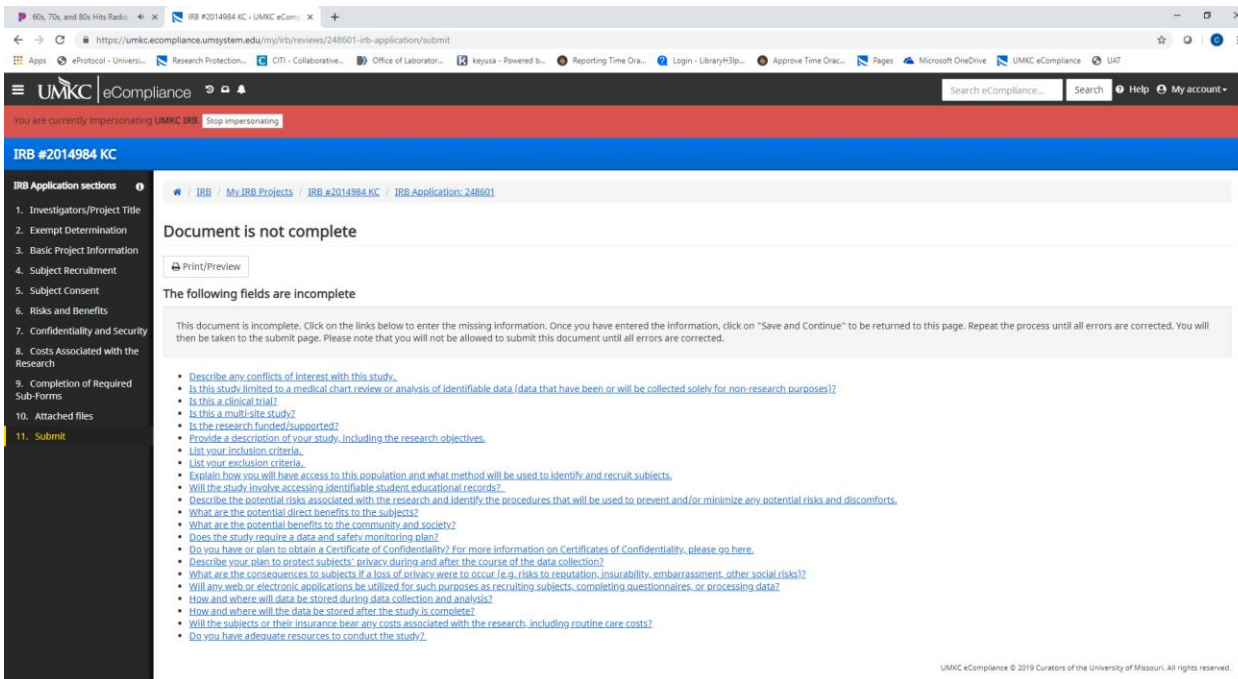 60s, 70s, and 80s Hits Radio
IRB #2014984 KC ‹ UMKC eComp
https://umkc.ecompliance.umsystem.edu/my/irb/reviews/248601-irb-application/submit
Apps eProtocol - Universi... Research Protection... CITI - Collaborative... Office of Laborator... keyusa - Powered b... Reporting Time Ora... Login - LibraryH3lp... Approve Time Orac... Pages Microsoft OneDrive UMKC eCompliance UAT
UMKC eCompliance Search eCompliance... Search Help My account
You are currently impersonating UMKC IRB. Stop impersonating
IRB #2014984 KC
IRB Application sections
1. Investigators/Project Title
2. Exempt Determination
3. Basic Project Information
4. Subject Recruitment
5. Subject Consent
6. Risks and Benefits
7. Confidentiality and Security
8. Costs Associated with the
Research
9. Completion of Required
Sub-Forms
10. Attached files
11. Submit
/ IRB / My IRB Projects / IRB #2014984 KC / IRB Application: 248601
Document is not complete
Print/Preview
The following fields are incomplete
This document is incomplete. Click on the links below to enter the missing information. Once you have entered the information, click on "Save and Continue" to be returned to this page. Repeat the process until all errors are corrected. You will
then be taken to the submit page. Please note that you will not be allowed to submit this document until all errors are corrected.
• Describe any conflicts of interest with this study.
• Is this study limited to a medical chart review or analysis of identifiable data (data that have been or will be collected solely for non-research purposes)?
• Is this a clinical trial?
• Is this a multi-site study?
• Is the research funded/supported?
• Provide a description of your study, including the research objectives.
• List your inclusion criteria.
• List your exclusion criteria.
• Explain how you will have access to this population and what method will be used to identify and recruit subjects.
• Will the study involve accessing identifiable student educational records?
• Describe the potential risks associated with the research and identify the procedures that will be used to prevent and/or minimize any potential risks and discomforts.
• What are the potential direct benefits to the subjects?
• What are the potential benefits to the community and society?
• Does the study require a data and safety monitoring plan?
• Do you have or plan to obtain a Certificate of Confidentiality? For more information on Certificates of Confidentiality, please go here.
• Describe your plan to protect subjects' privacy during and after the course of the data collection?
• What are the consequences to subjects if a loss of privacy were to occur (e.g. risks to reputation, insurability, embarrassment, other social risks)?
• Will any web or electronic applications be utilized for such purposes as recruiting subjects, completing questionnaires, or processing data?
• How and where will data be stored during data collection and analysis?
• How and where will the data be stored after the study is complete?
• Will the subjects or their insurance bear any costs associated with the research, including routine care costs?
• Do you have adequate resources to conduct the study?
UMKC eCompliance © 2019 Curators of the University of Missouri. All rights reserved.